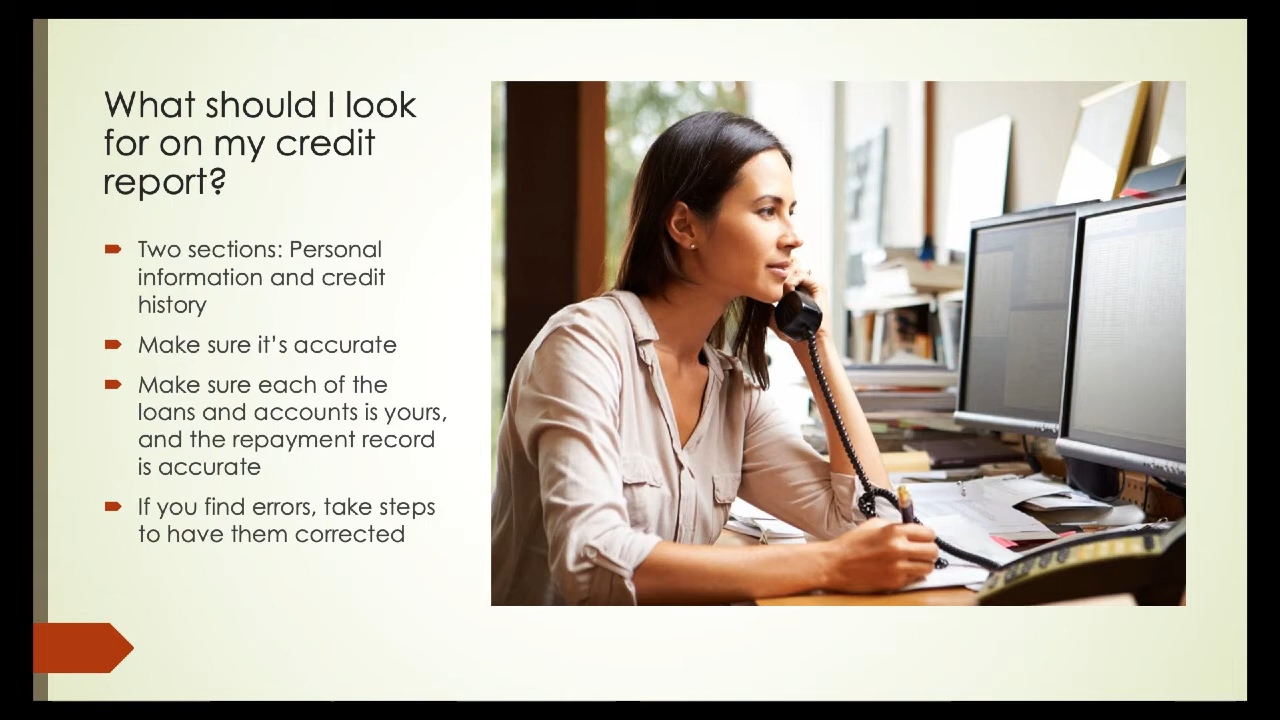 What should I look
for on my credit
report?
Two sections: Personal
information and credit
history
Make sure it's accurate
Make sure each of the
loans and accounts is yours,
and the repayment record
is accurate
If you find errors, take steps
to have them corrected